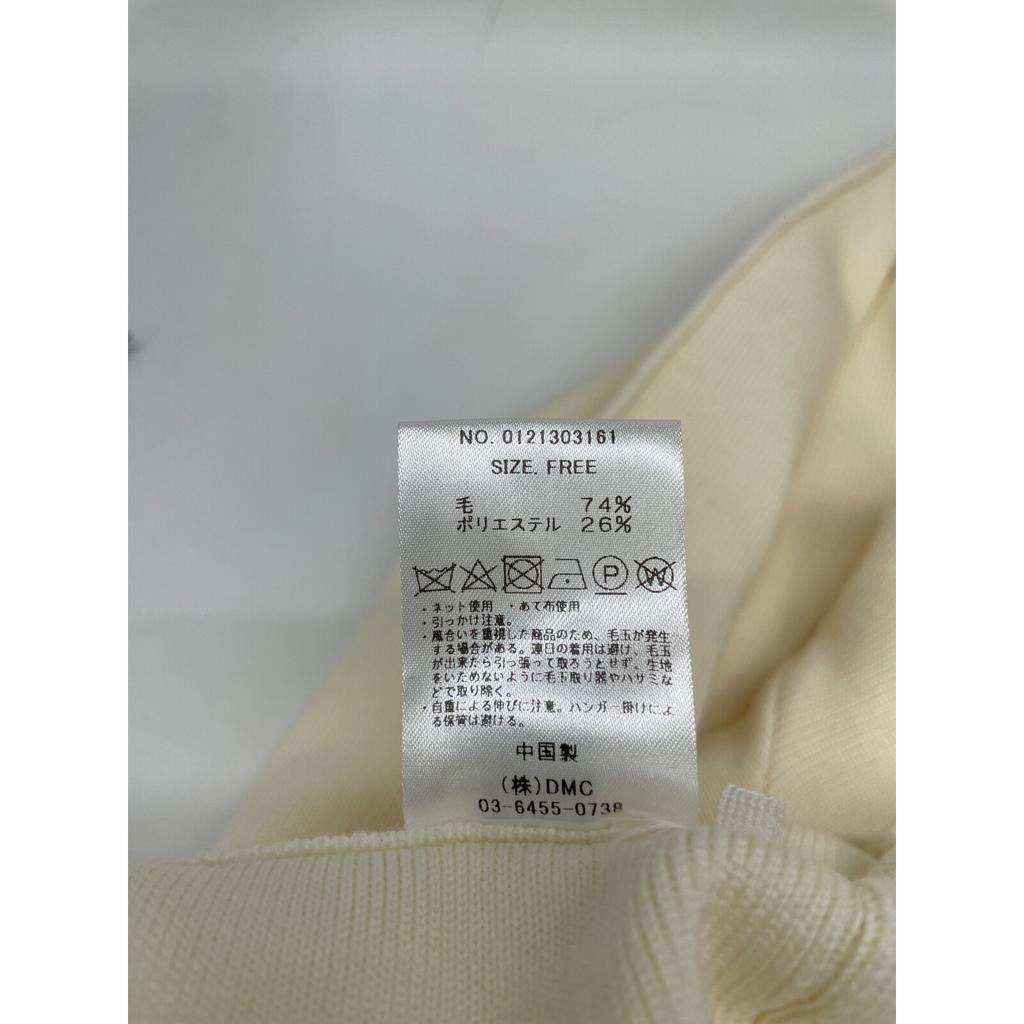 NO. 0121303161
SIZE. FREE
毛 74%
ポリエステル 26%
P W
・ネット使用 ・あて布使用
・引っかけ注意。
・風合いを重視した商品のため、毛玉が発生
する場合がある。連日の着用は避け、毛玉
が出来たら引っ張って取ろうとせず、生地
をいためないように毛玉取り器やハサミな
どで取り除く。
・自重による伸びに注意。ハンガー掛けによ
る保管は避ける。
中国製
(株)DMC
03-6455-0738